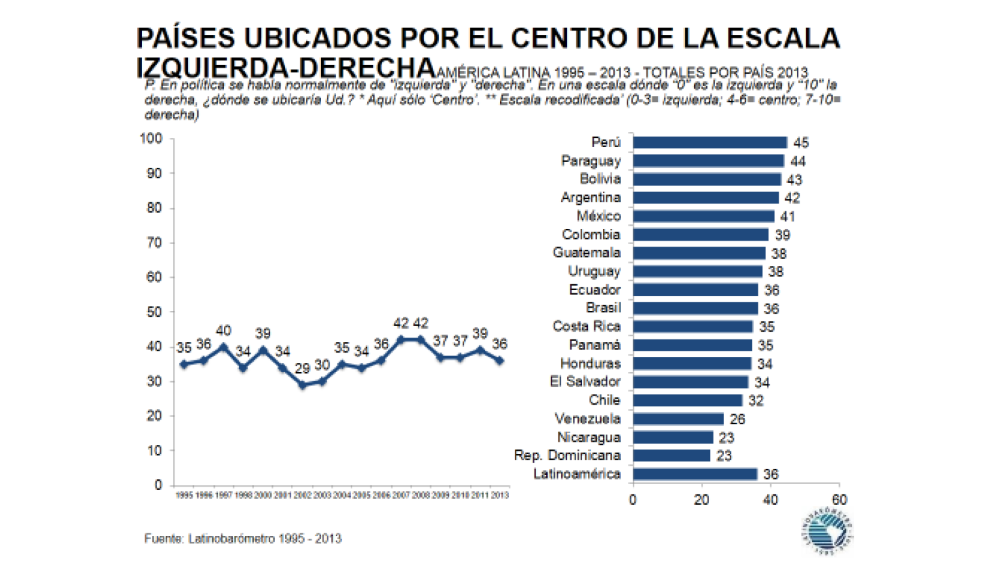 PAÍSES UBICADOS POR EL CENTRO DE LA ESCALA
IZQUIERDA-DERECHA AMÉRICA LATINA 1995 – 2013 - TOTALES POR PAÍS 2013
P. En política se habla normalmente de "izquierda" y "derecha". En una escala dónde "0" es la izquierda y "10" la
derecha, ¿dónde se ubicaría Ud.? * Aquí sólo 'Centro'. ** Escala recodificada' (0-3= izquierda; 4-6= centro; 7-10=
derecha)
100
90
80
70
60
50
40
30
20
10
0
35 36 40 34 39 34 29 30 35 34 36 42 42 37 37 39 36
1995 1996 1997 1998 2000 2001 2002 2003 2004 2005 2006 2007 2008 2009 2010 2011 2013
Perú 45
Paraguay 44
Bolivia 43
Argentina 42
México 41
Colombia 39
Guatemala 38
Uruguay 38
Ecuador 36
Brasil 36
Costa Rica 35
Panamá 35
Honduras 34
El Salvador 34
Chile 32
Venezuela 26
Nicaragua 23
Rep. Dominicana 23
Latinoamérica 36
0 20 40 60
LATINOBARÓMETRO
Fuente: Latinobarómetro 1995 - 2013